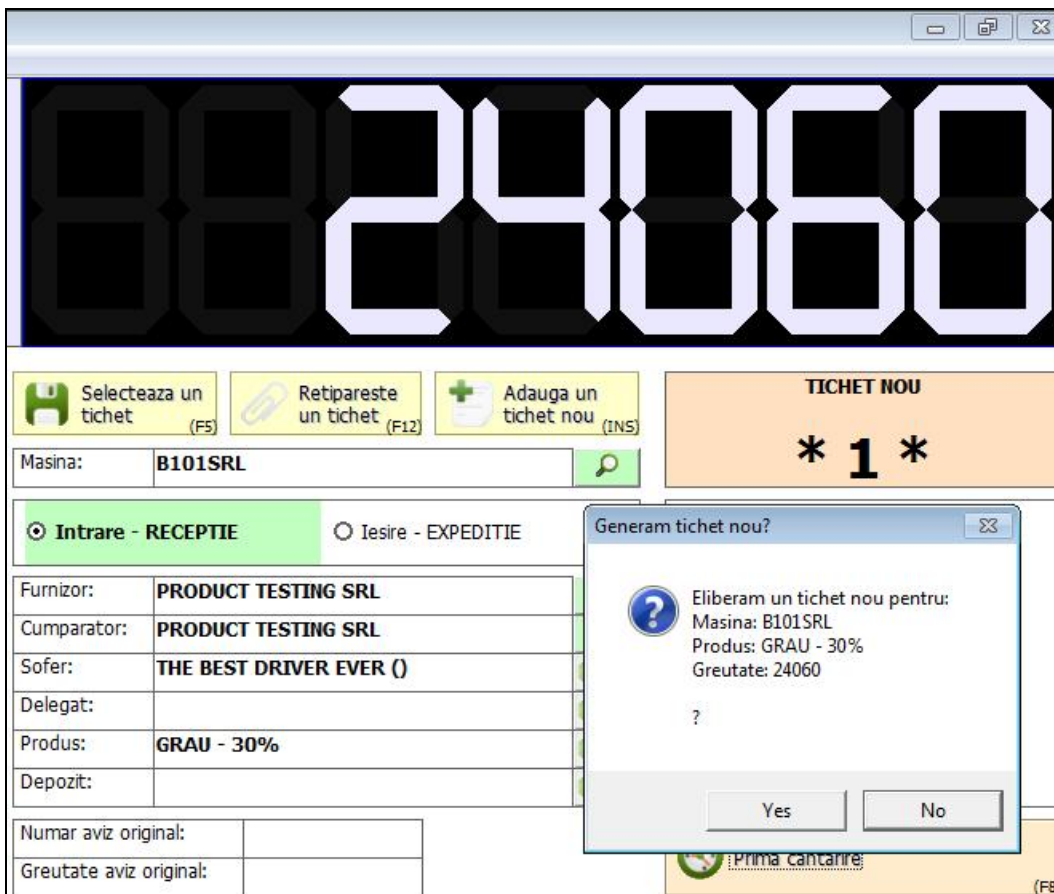 24060
Selecteaza un
tichet (F5)
Retipareste
un tichet (F12)
Adauga un
tichet nou (INS)
TICHET NOU
* 1 *
Masina: B101SRL
Intrare - RECEPTIE
Iesire - EXPEDITIE
Furnizor: PRODUCT TESTING SRL
Cumparator: PRODUCT TESTING SRL
Sofer: THE BEST DRIVER EVER ()
Delegat:
Produs: GRAU - 30%
Depozit:
Numar aviz original:
Greutate aviz original:
Generam tichet nou?
Eliberam un tichet nou pentru:
Masina: B101SRL
Produs: GRAU - 30%
Greutate: 24060
?
Yes
No
Prima cantarire